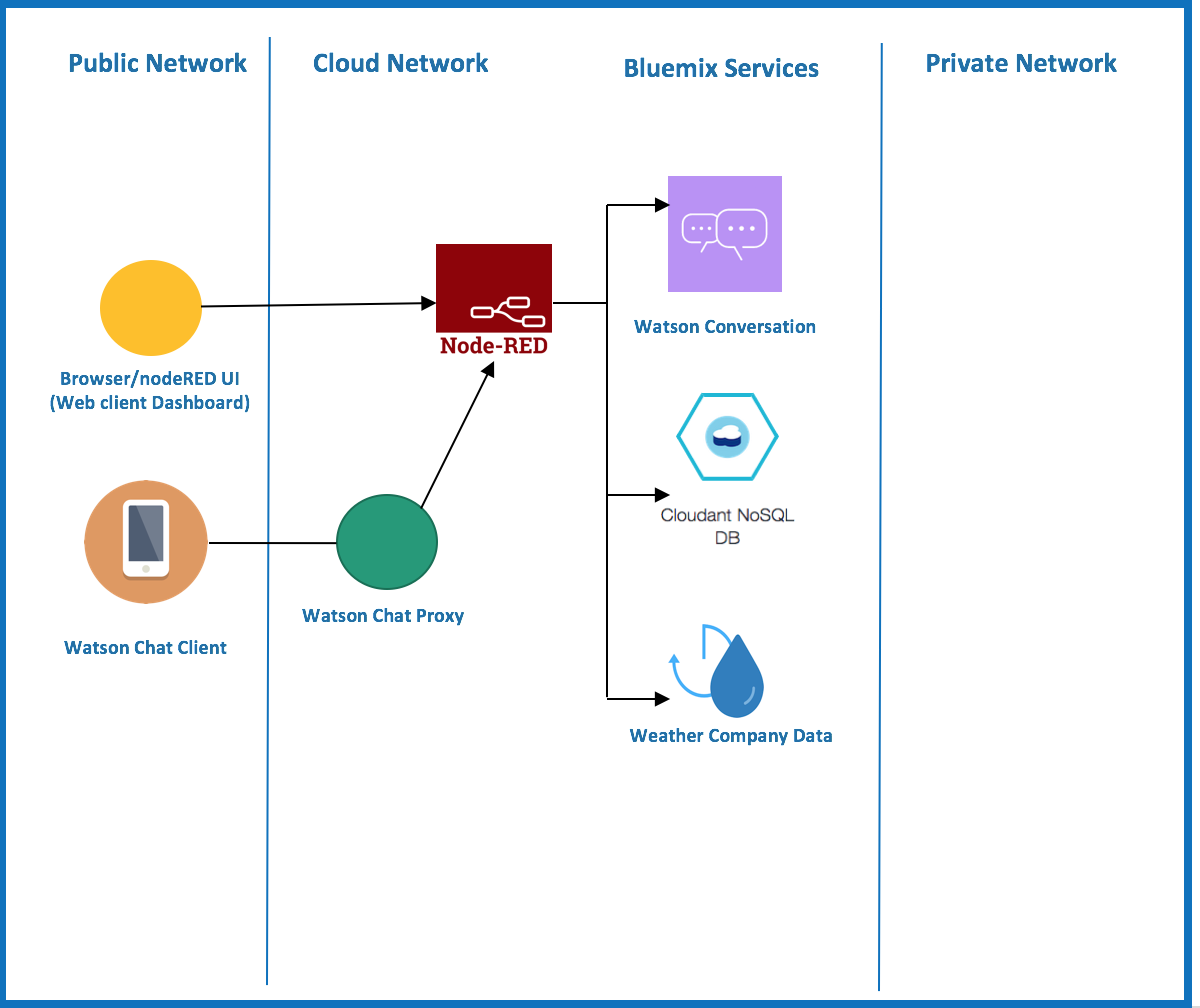 Public Network
Cloud Network
Bluemix Services
Private Network
Node-RED
Watson Conversation
Browser/nodeRED UI
(Web client Dashboard)
Cloudant NoSQL
DB
Watson Chat Proxy
Watson Chat Client
Weather Company Data